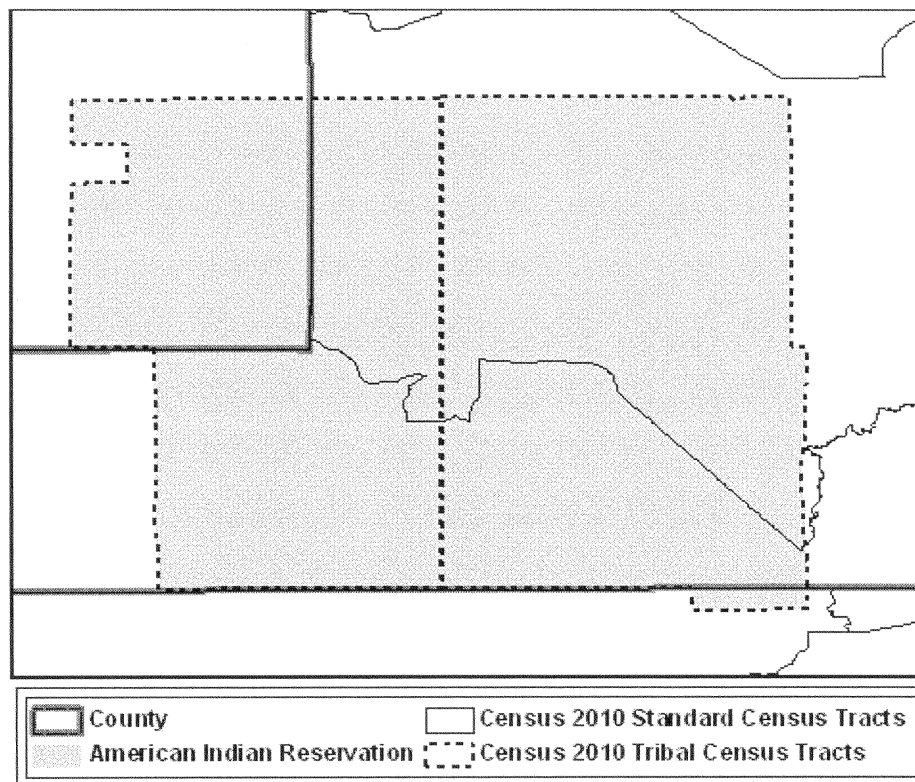 County
Census 2010 Standard Census Tracts
American Indian Reservation
Census 2010 Tribal Census Tracts